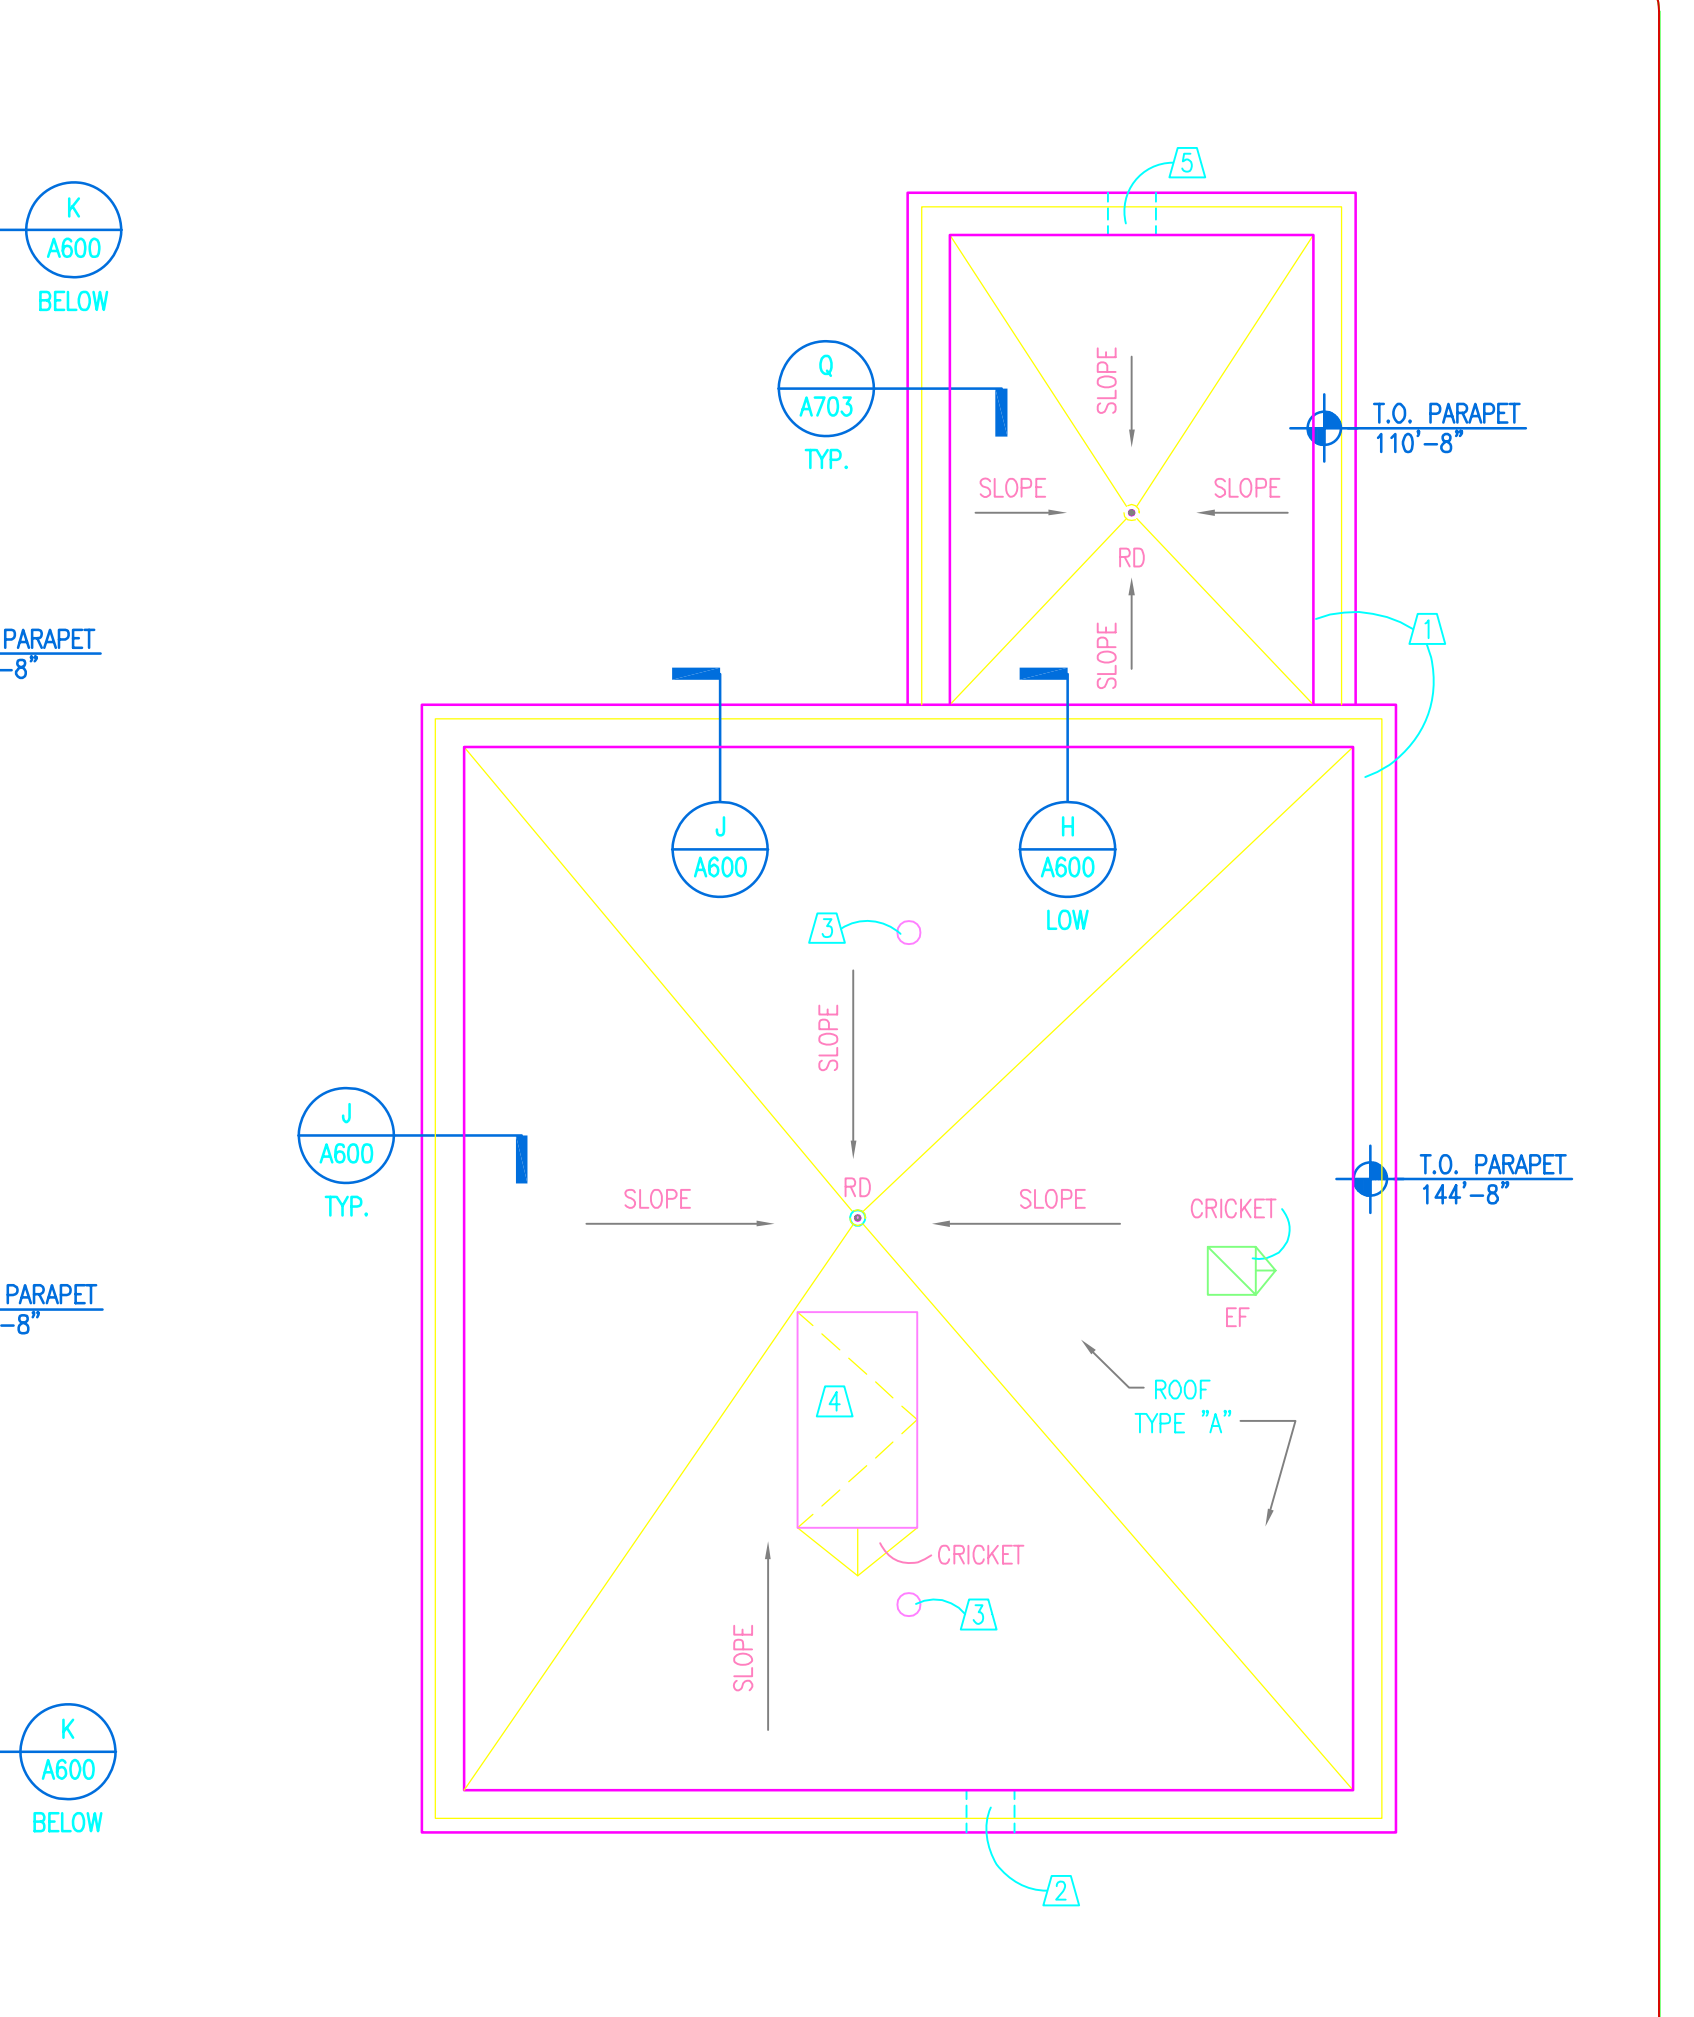 5
K
A600
BELOW
Q
A703
TYP.
SLOPE
T.O. PARAPET
110'-8"
SLOPE
SLOPE
RD
SLOPE
1
PARAPET
-8"
J
A600
H
A600
LOW
3
SLOPE
J
A600
TYP.
RD
SLOPE
SLOPE
T.O. PARAPET
144'-8"
CRICKET
EF
PARAPET
-8"
4
ROOF
TYPE "A"
CRICKET
3
SLOPE
K
A600
BELOW
2